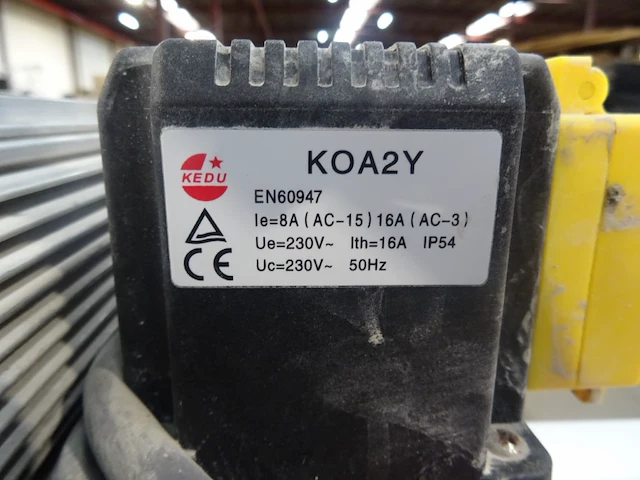 KOA2Y
KEDU
EN60947
Ie=8A (AC-15) 16A (AC-3)
Ue=230V~ Ith=16A IP54
CE
Uc=230V~ 50Hz